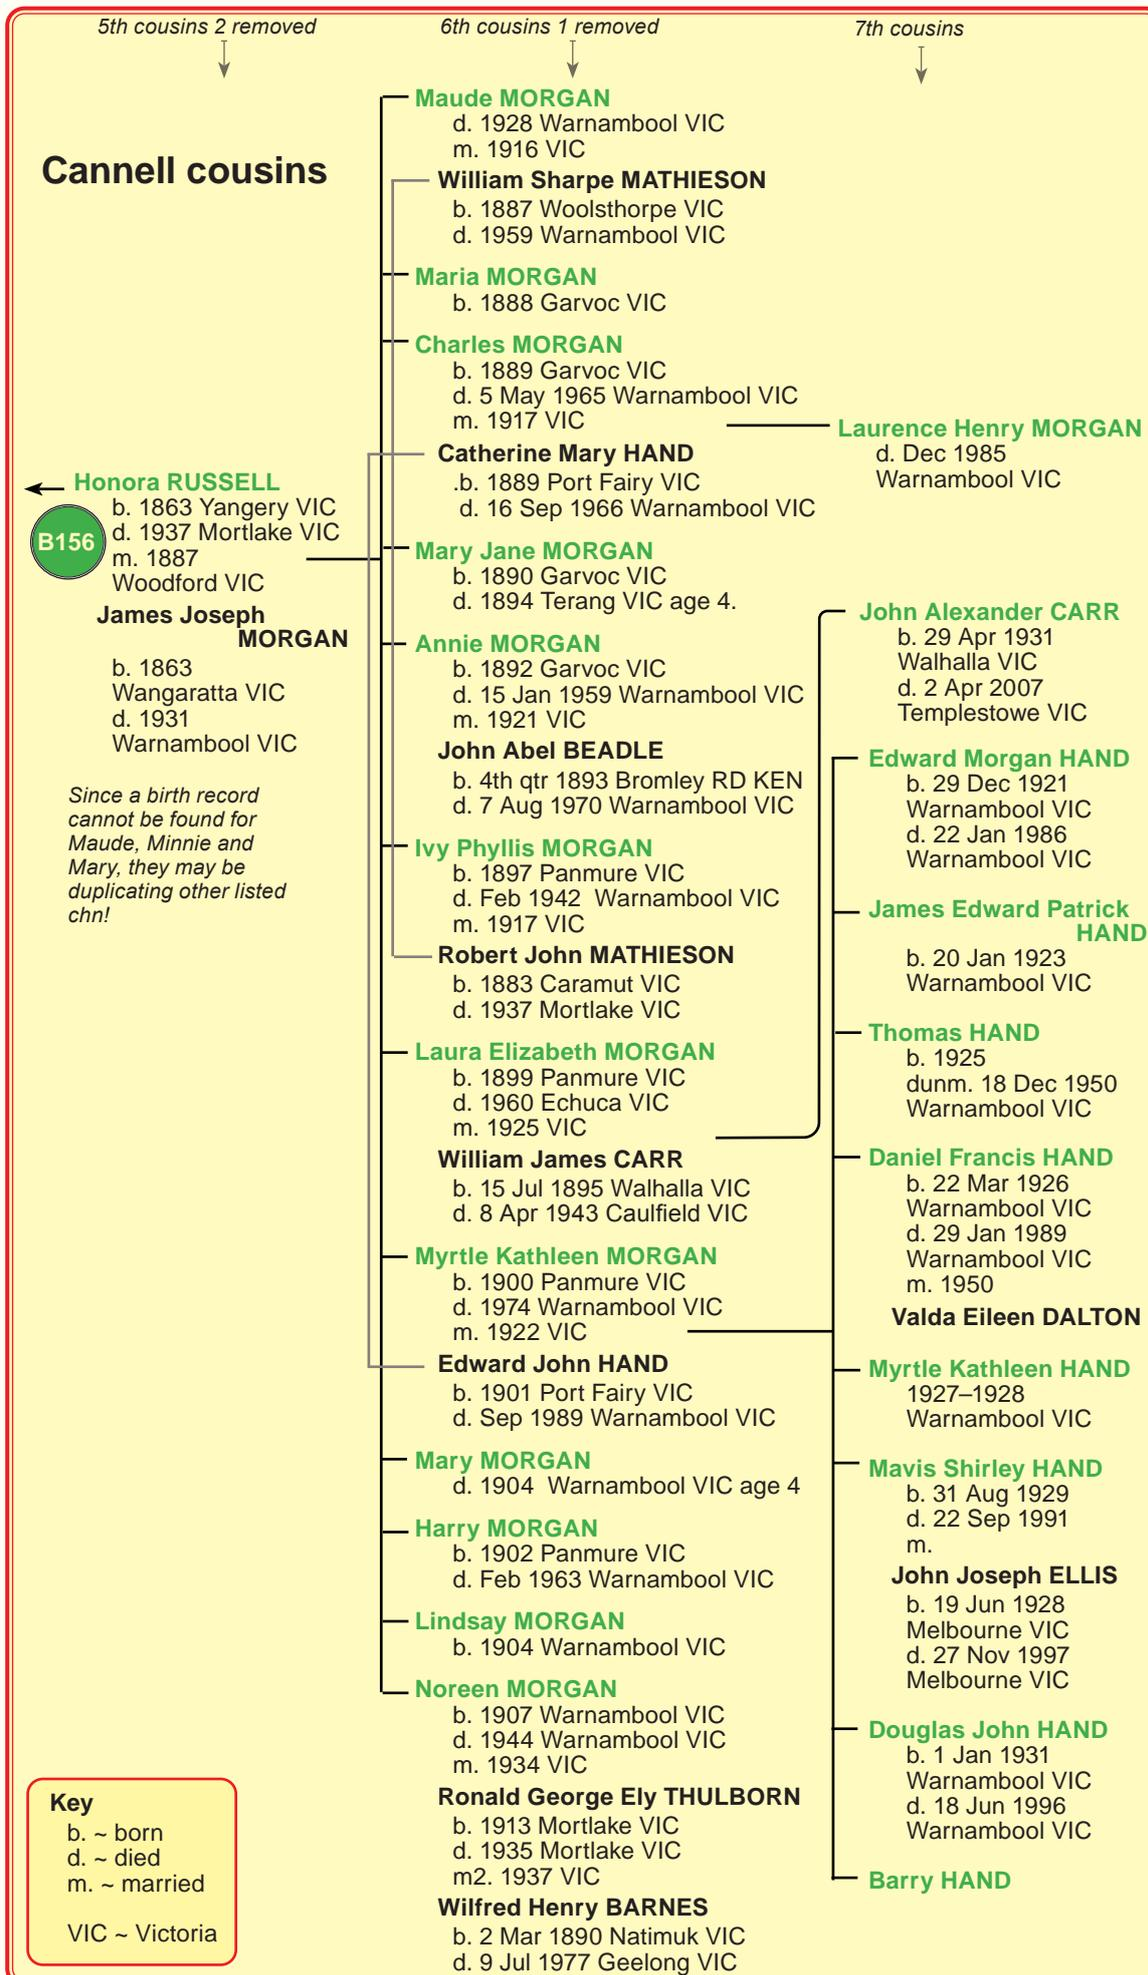 5th cousins 2 removed
6th cousins 1 removed
7th cousins
Cannell cousins
Honora RUSSELL
b. 1863 Yangery VIC
d. 1937 Mortlake VIC
m. 1887
Woodford VIC
B156
James Joseph
MORGAN
b. 1863
Wangaratta VIC
d. 1931
Warnambool VIC
Since a birth record
cannot be found for
Maude, Minnie and
Mary, they may be
duplicating other listed
chn!
Maude MORGAN
d. 1928 Warnambool VIC
m. 1916 VIC
William Sharpe MATHIESON
b. 1887 Woolsthorpe VIC
d. 1959 Warnambool VIC
Maria MORGAN
b. 1888 Garvoc VIC
Charles MORGAN
b. 1889 Garvoc VIC
d. 5 May 1965 Warnambool VIC
m. 1917 VIC
Catherine Mary HAND
.b. 1889 Port Fairy VIC
d. 16 Sep 1966 Warnambool VIC
Mary Jane MORGAN
b. 1890 Garvoc VIC
d. 1894 Terang VIC age 4.
Annie MORGAN
b. 1892 Garvoc VIC
d. 15 Jan 1959 Warnambool VIC
m. 1921 VIC
John Abel BEADLE
b. 4th qtr 1893 Bromley RD KEN
d. 7 Aug 1970 Warnambool VIC
Ivy Phyllis MORGAN
b. 1897 Panmure VIC
d. Feb 1942 Warnambool VIC
m. 1917 VIC
Robert John MATHIESON
b. 1883 Caramut VIC
d. 1937 Mortlake VIC
Laura Elizabeth MORGAN
b. 1899 Panmure VIC
d. 1960 Echuca VIC
m. 1925 VIC
William James CARR
b. 15 Jul 1895 Walhalla VIC
d. 8 Apr 1943 Caulfield VIC
Myrtle Kathleen MORGAN
b. 1900 Panmure VIC
d. 1974 Warnambool VIC
m. 1922 VIC
Edward John HAND
b. 1901 Port Fairy VIC
d. Sep 1989 Warnambool VIC
Mary MORGAN
d. 1904 Warnambool VIC age 4
Harry MORGAN
b. 1902 Panmure VIC
d. Feb 1963 Warnambool VIC
Lindsay MORGAN
b. 1904 Warnambool VIC
Noreen MORGAN
b. 1907 Warnambool VIC
d. 1944 Warnambool VIC
m. 1934 VIC
Ronald George Ely THULBORN
b. 1913 Mortlake VIC
d. 1935 Mortlake VIC
m2. 1937 VIC
Wilfred Henry BARNES
b. 2 Mar 1890 Natimuk VIC
d. 9 Jul 1977 Geelong VIC
Laurence Henry MORGAN
d. Dec 1985
Warnambool VIC
John Alexander CARR
b. 29 Apr 1931
Walhalla VIC
d. 2 Apr 2007
Templestowe VIC
Edward Morgan HAND
b. 29 Dec 1921
Warnambool VIC
d. 22 Jan 1986
Warnambool VIC
James Edward Patrick
HAND
b. 20 Jan 1923
Warnambool VIC
Thomas HAND
b. 1925
dunm. 18 Dec 1950
Warnambool VIC
Daniel Francis HAND
b. 22 Mar 1926
Warnambool VIC
d. 29 Jan 1989
Warnambool VIC
m. 1950
Valda Eileen DALTON
Myrtle Kathleen HAND
1927–1928
Warnambool VIC
Mavis Shirley HAND
b. 31 Aug 1929
d. 22 Sep 1991
m.
John Joseph ELLIS
b. 19 Jun 1928
Melbourne VIC
d. 27 Nov 1997
Melbourne VIC
Douglas John HAND
b. 1 Jan 1931
Warnambool VIC
d. 18 Jun 1996
Warnambool VIC
Barry HAND
Key
b. ~ born
d. ~ died
m. ~ married
VIC ~ Victoria